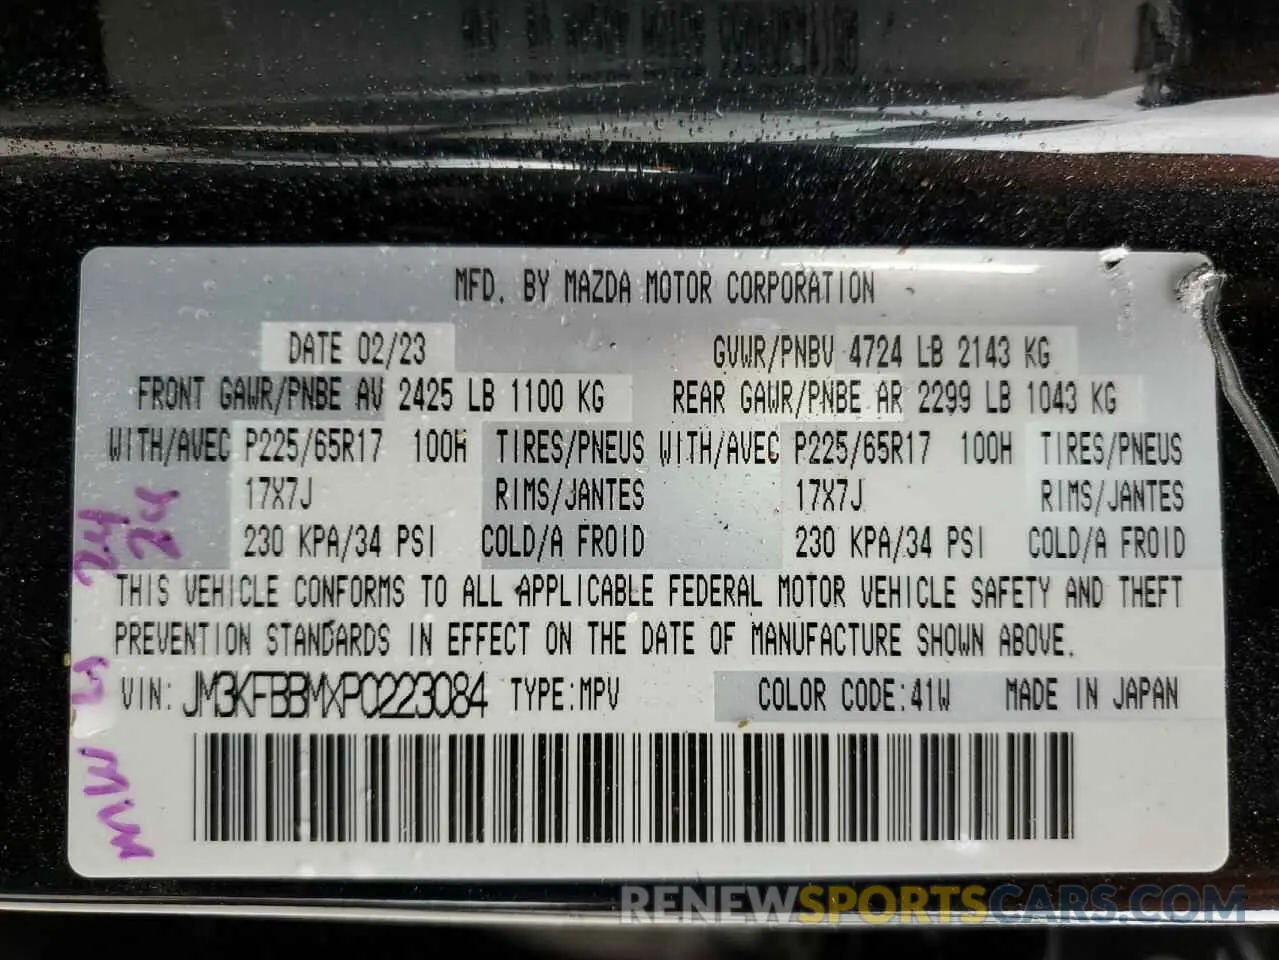 MFD. BY MAZDA MOTOR CORPORATION
DATE 02/23 GVWR/PNBV 4724 LB 2143 KG
FRONT GAWR/PNBE AV 2425 LB 1100 KG REAR GAWR/PNBE AR 2299 LB 1043 KG
WITH/AVEC P225/65R17 100H TIRES/PNEUS WITH/AVEC P225/65R17 100H TIRES/PNEUS
17X7J RIMS/JANTES 17X7J RIMS/JANTES
230 KPA/34 PSI COLD/A FROID 230 KPA/34 PSI COLD/A FROID
THIS VEHICLE CONFORMS TO ALL APPLICABLE FEDERAL MOTOR VEHICLE SAFETY AND THEFT
PREVENTION STANDARDS IN EFFECT ON THE DATE OF MANUFACTURE SHOWN ABOVE.
VIN: JM3KFBBMXP0223084 TYPE:MPV COLOR CODE:41W MADE IN JAPAN
24
24
RENEWSPORTSCARS.COM